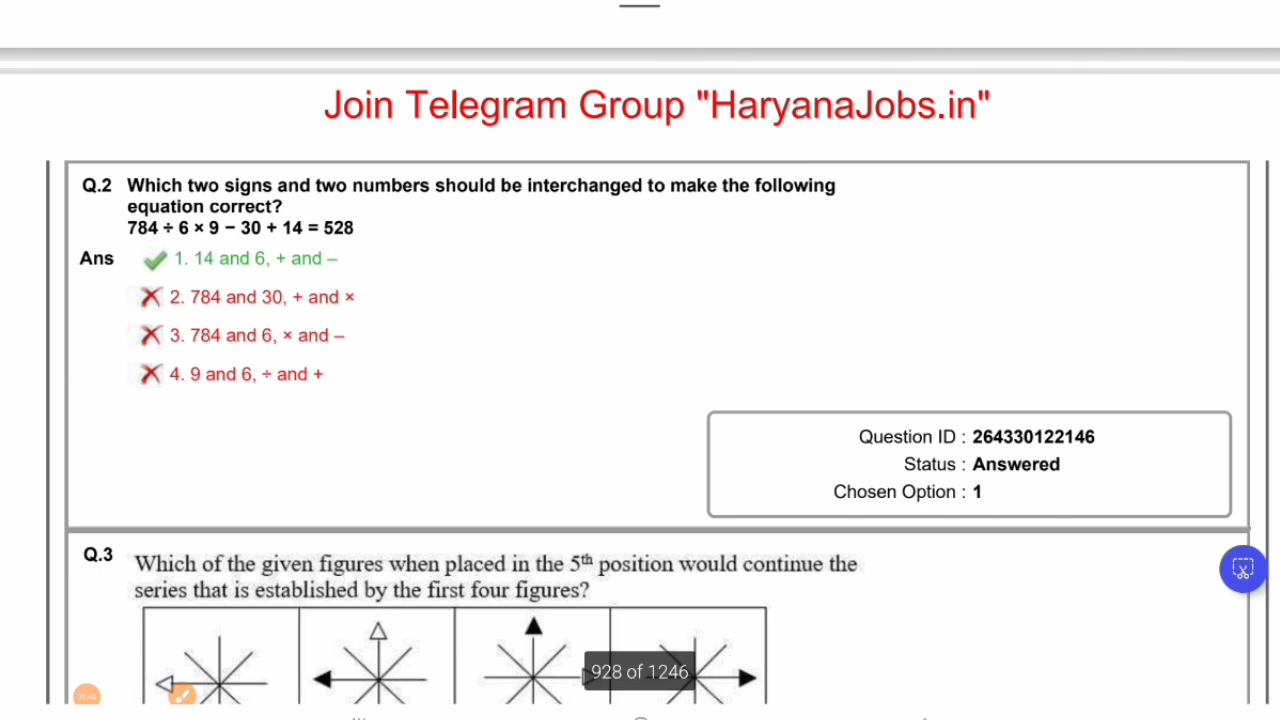 Join Telegram Group "HaryanaJobs.in"
Q.2 Which two signs and two numbers should be interchanged to make the following
equation correct?
784 ÷ 6 × 9 − 30 + 14 = 528
Ans 1. 14 and 6, + and –
2. 784 and 30, + and ×
3. 784 and 6, × and –
4. 9 and 6, ÷ and +
Question ID : 264330122146
Status : Answered
Chosen Option : 1
Q.3 Which of the given figures when placed in the 5th position would continue the
series that is established by the first four figures?
928 of 1246
01:43